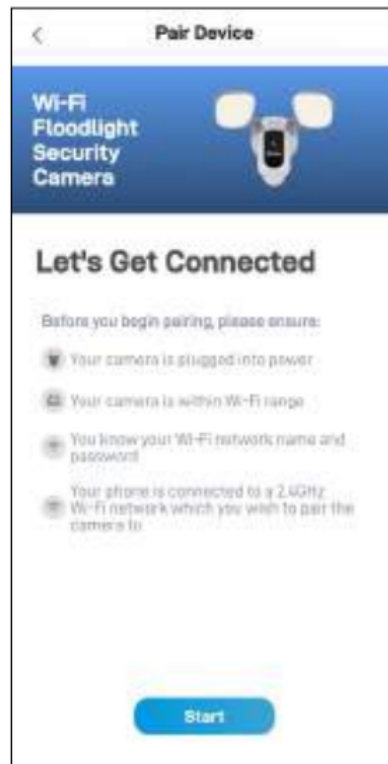 Pair Device
Wi-Fi
Floodlight
Security
Camera
Let's Get Connected
Before you begin pairing, please ensure:
Your camera is plugged into power
Your camera is within Wi-Fi range
You know your Wi-Fi network name and
password
Your phone is connected to a 2.4GHz
Wi-Fi network which you wish to pair the
camera to
Start